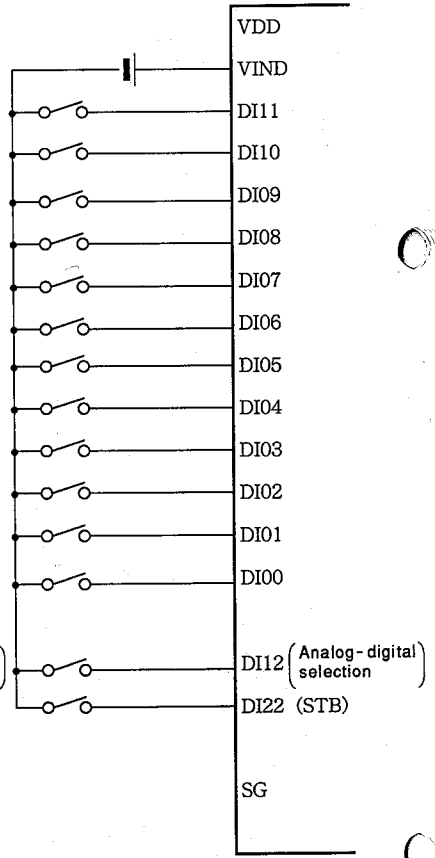 VDD
VIND
DI11
DI10
DI09
DI08
DI07
DI06
DI05
DI04
DI03
DI02
DI01
DI00
DI12 (Analog-digital
selection)
DI22 (STB)
SG